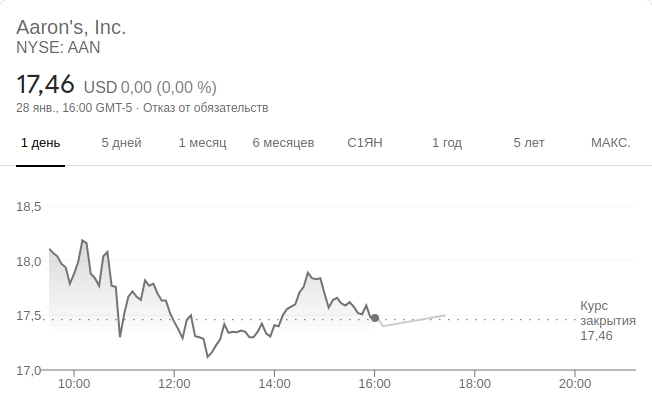 Aaron's, Inc.
NYSE: AAN
17,46 USD 0,00 (0,00 %)
28 янв., 16:00 GMT-5 · Отказ от обязательств
1 день 5 дней 1 месяц 6 месяцев С1ЯН 1 год 5 лет МАКС.
18,5
18,0
17,5
17,0
Курс
закрытия
17,46
10:00 12:00 14:00 16:00 18:00 20:00